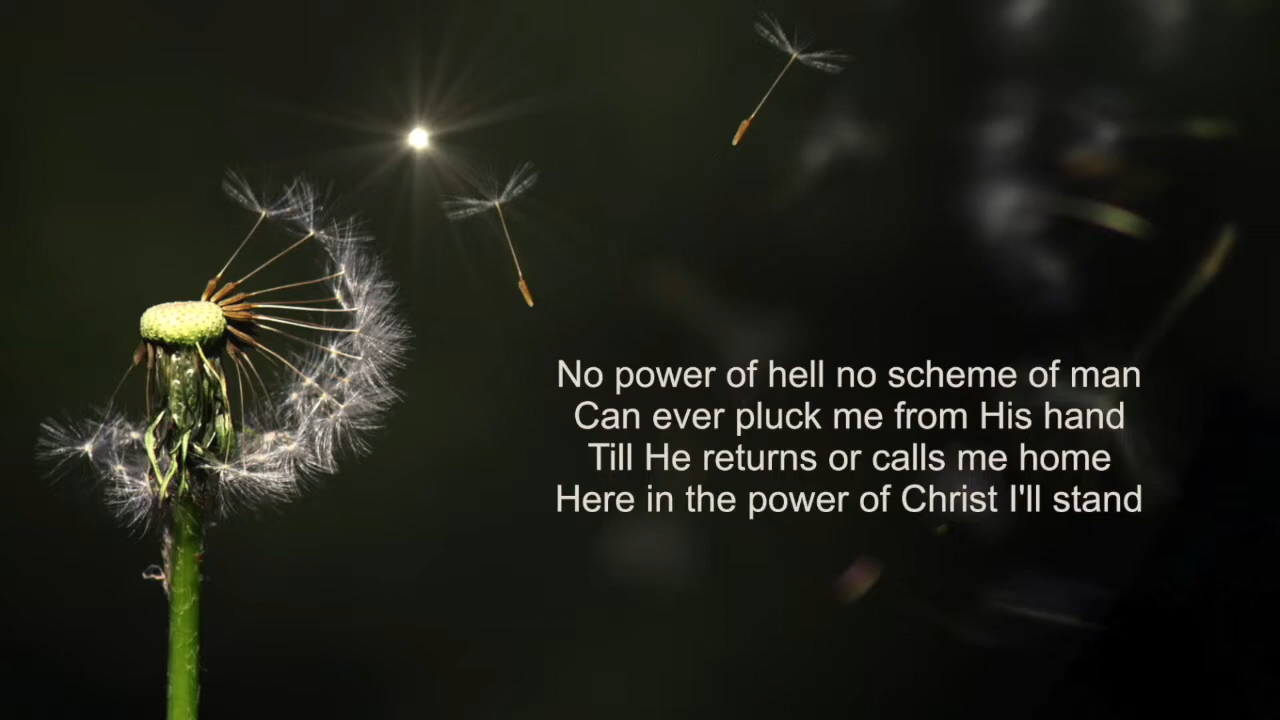 No power of hell no scheme of man
Can ever pluck me from His hand
Till He returns or calls me home
Here in the power of Christ I'll stand